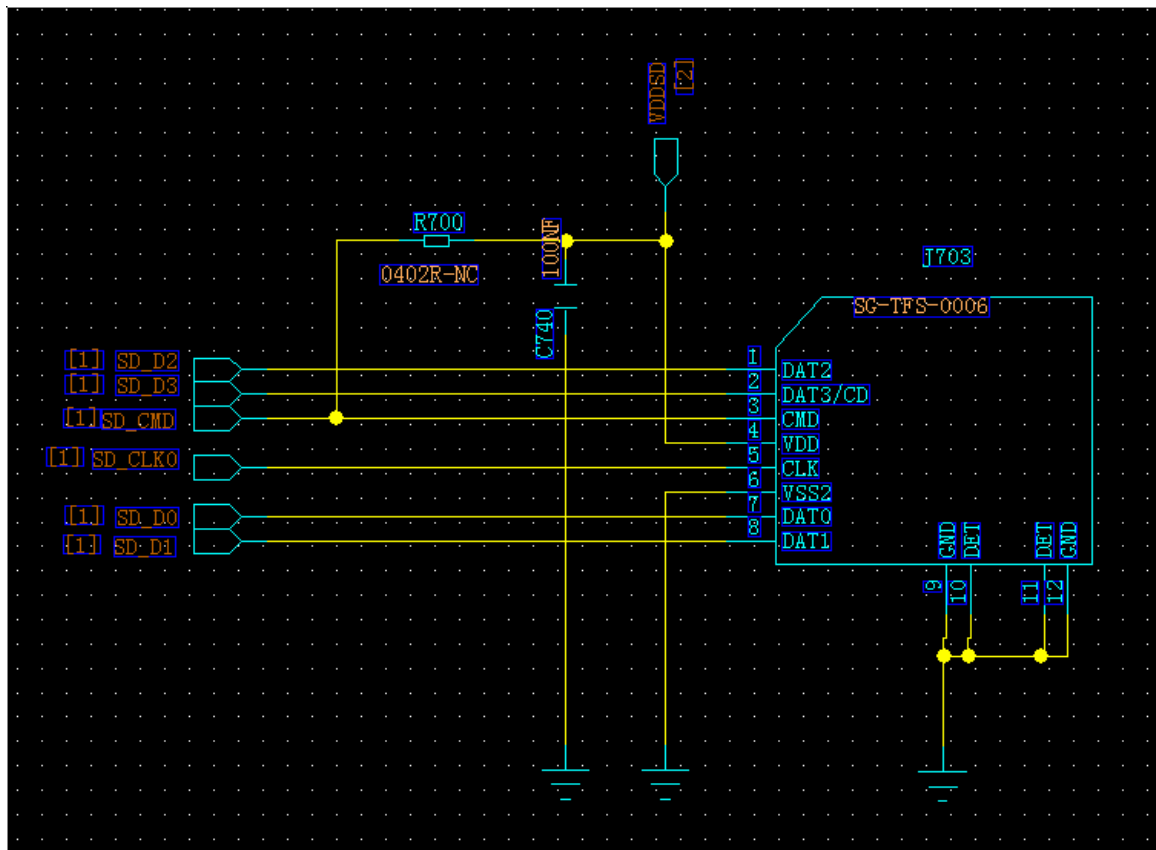 VDDSD
[2]
R700
0402R-NC
100NF
C740
J703
SG-TFS-0006
[1] SD_D2
[1] SD_D3
[1] SD_CMD
[1] SD_CLK0
[1] SD_D0
[1] SD_D1
1
2
3
4
5
6
7
8
DAT2
DAT3/CD
CMD
VDD
CLK
VSS2
DAT0
DAT1
GND
DET
DET
GND
9
10
11
12